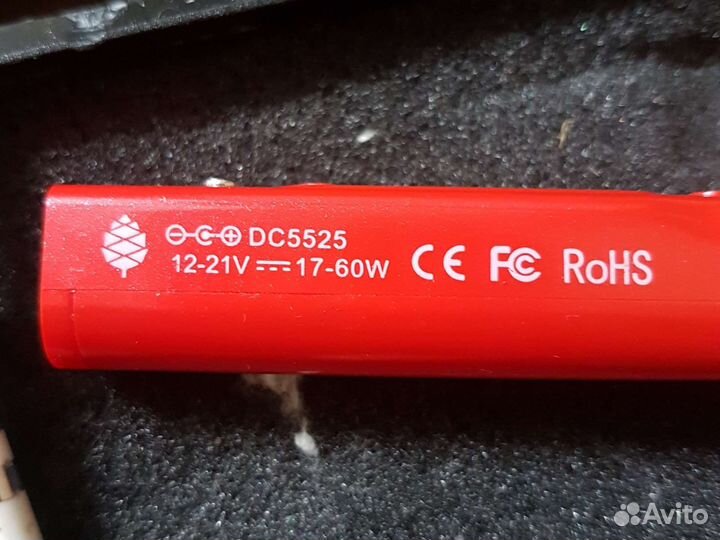 DC5525
12-21V 17-60W
CE FC RoHS
Avito